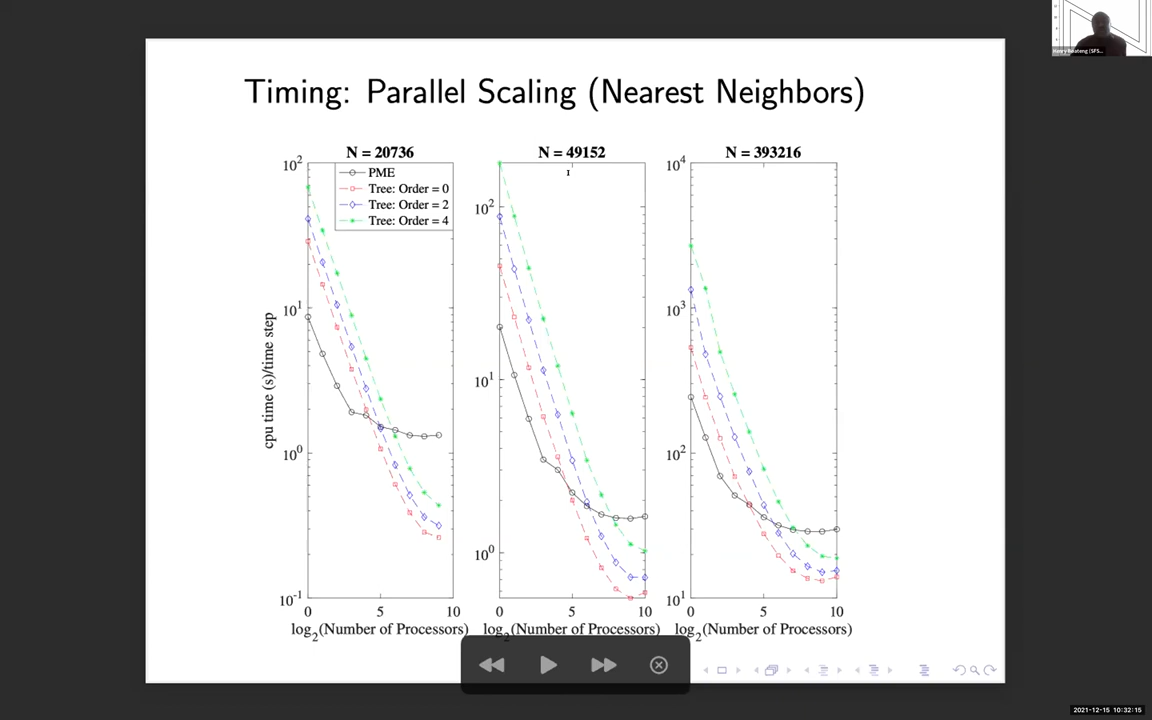 Timing: Parallel Scaling (Nearest Neighbors)
N = 20736
N = 49152
N = 393216
PME
Tree: Order = 0
Tree: Order = 2
Tree: Order = 4
cpu time (s)/time step
10^2
10^1
10^0
10^-1
0 5 10
log_2(Number of Processors)
10^2
10^1
10^0
0 5 10
log_2(Number of Processors)
10^4
10^3
10^2
10^1
0 5 10
log_2(Number of Processors)
2021-12-15 10:32:15